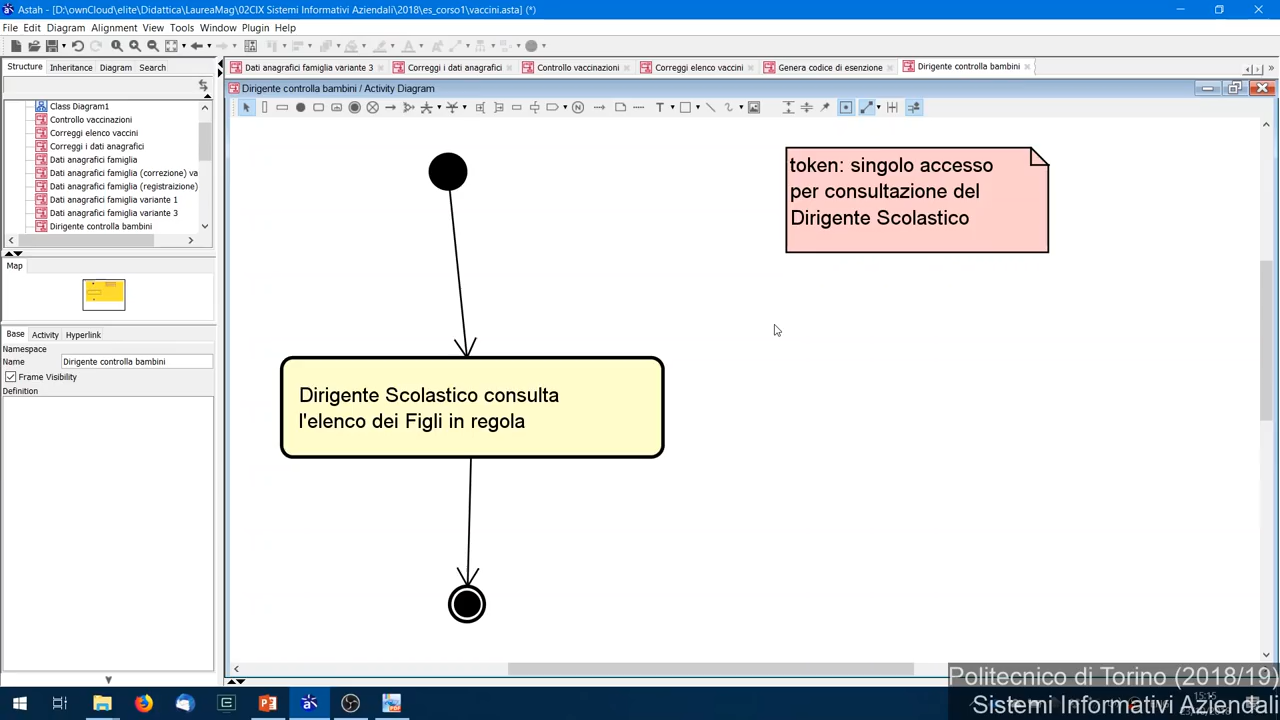 Astah - [D:\ownCloud\elite\Didattica\LaureaMag\02CIX Sistemi Informativi Aziendali\2018\es_corso1\vaccini.asta] (*)
File Edit Diagram Alignment View Tools Window Plugin Help
Structure Inheritance Diagram Search
Dati anagrafici famiglia variante 3
Correggi i dati anagrafici
Controllo vaccinazioni
Correggi elenco vaccini
Genera codice di esenzione
Dirigente controlla bambini
Dirigente controlla bambini / Activity Diagram
Class Diagram1
Controllo vaccinazioni
Correggi elenco vaccini
Correggi i dati anagrafici
Dati anagrafici famiglia
Dati anagrafici famiglia (correzione) va
Dati anagrafici famiglia (registraizione)
Dati anagrafici famiglia variante 1
Dati anagrafici famiglia variante 3
Dirigente controlla bambini
Map
Base Activity Hyperlink
Namespace
Name Dirigente controlla bambini
Frame Visibility
Definition
token: singolo accesso
per consultazione del
Dirigente Scolastico
Dirigente Scolastico consulta
l'elenco dei Figli in regola
Politecnico di Torino (2018/19)
Sistemi Informativi Aziendali
15:15